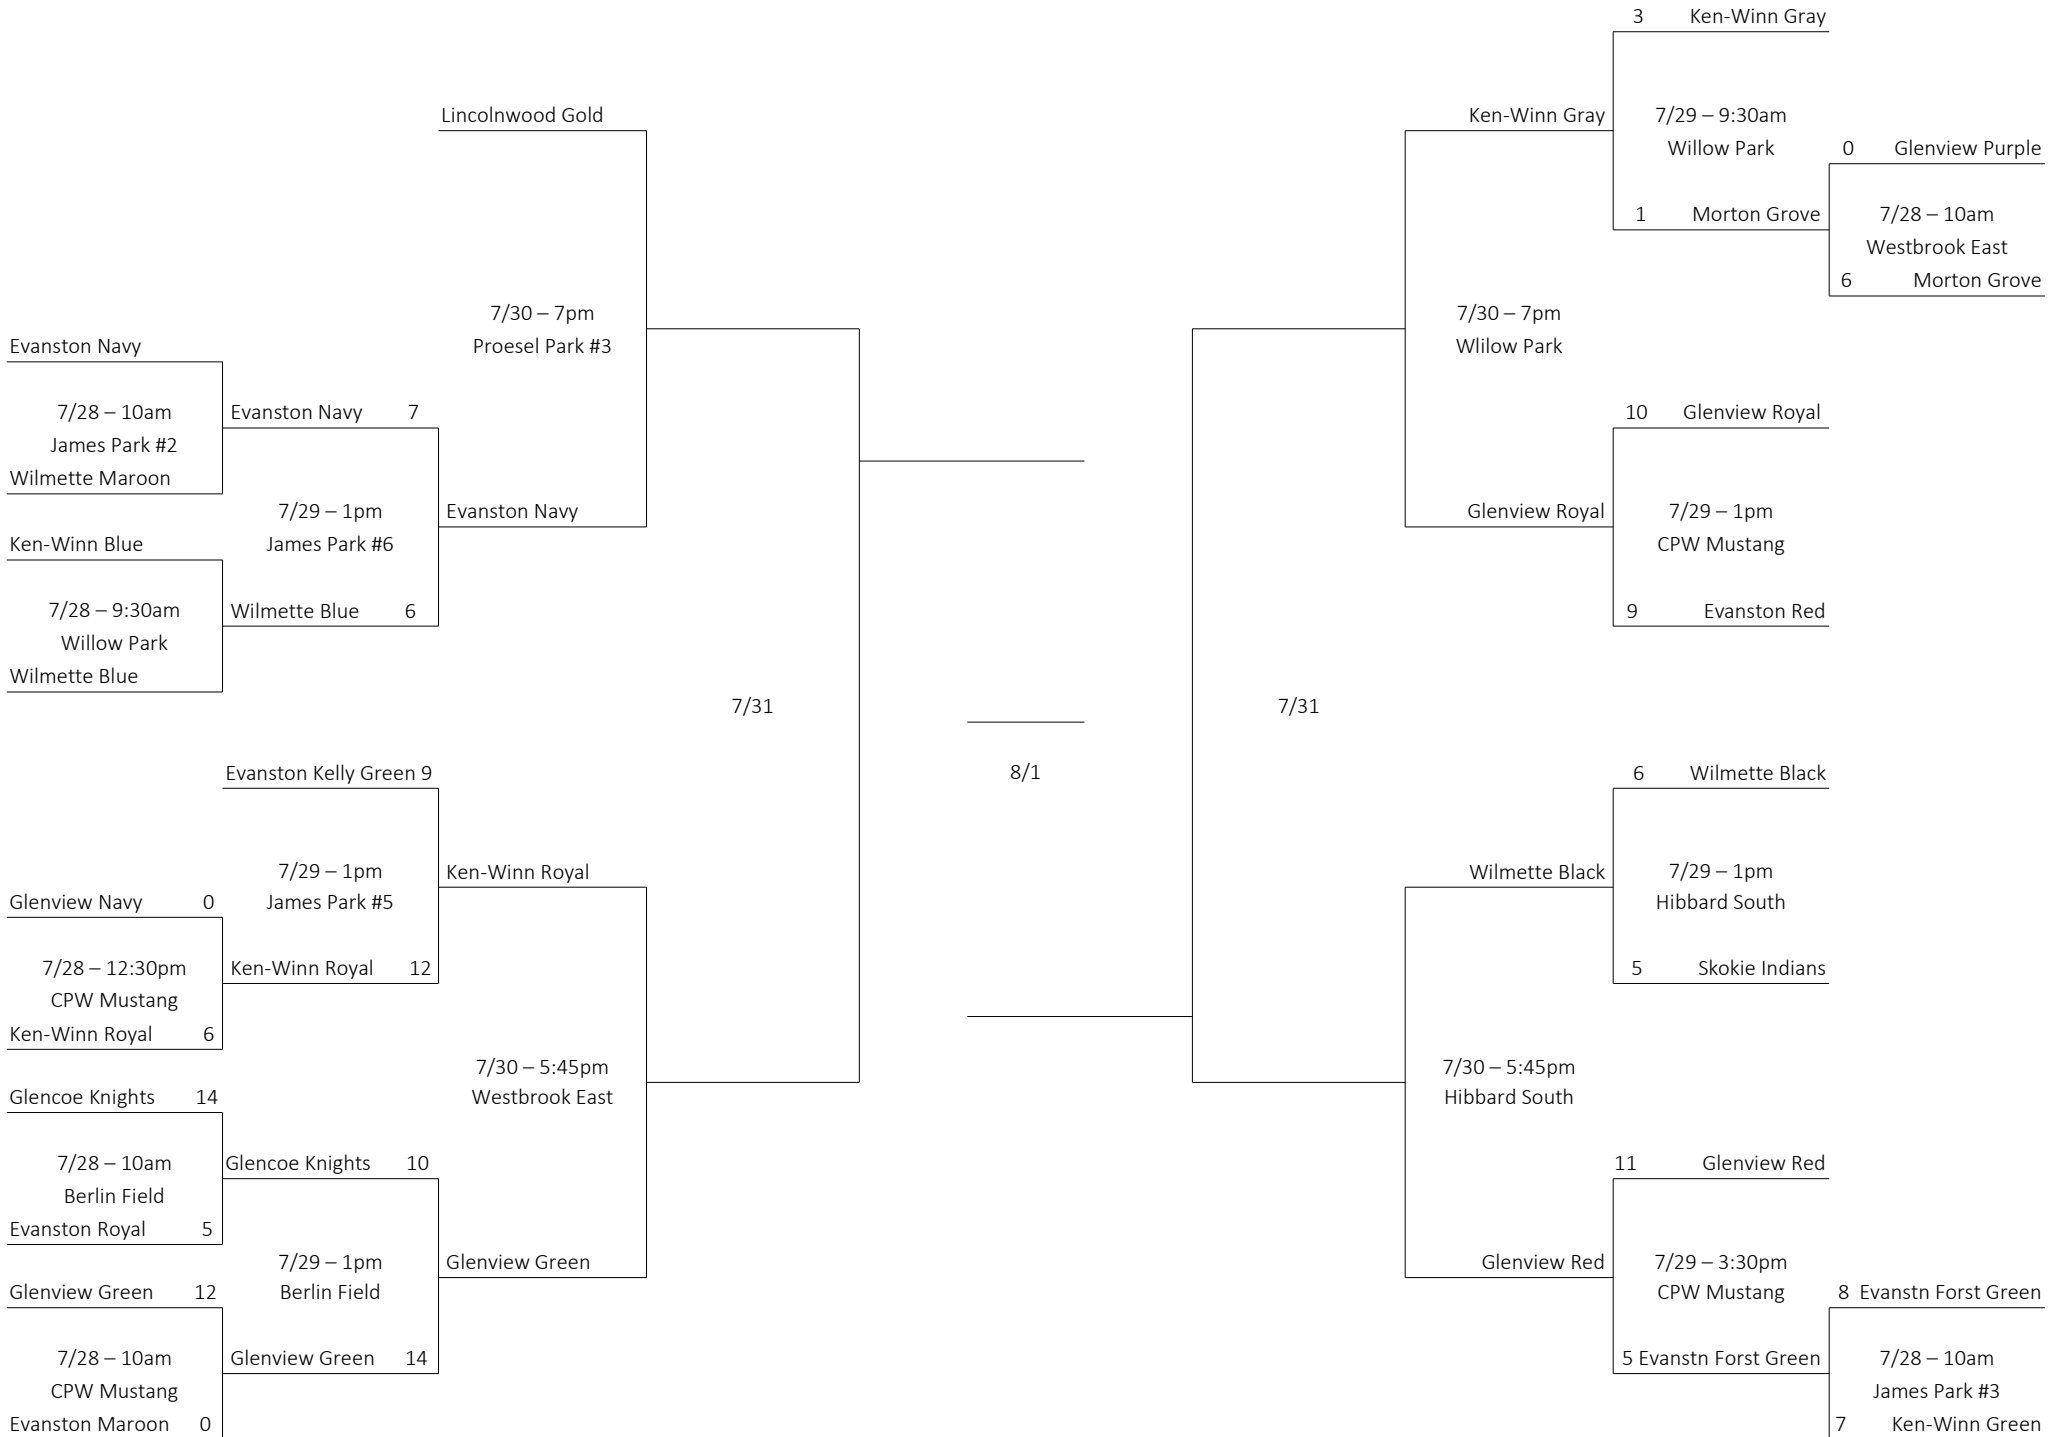 3 Ken-Winn Gray
Lincolnwood Gold
Ken-Winn Gray
7/29 – 9:30am
Willow Park
0 Glenview Purple
1 Morton Grove
7/28 – 10am
Westbrook East
6 Morton Grove
7/30 – 7pm
Proesel Park #3
7/30 – 7pm
Wlilow Park
Evanston Navy
7/28 – 10am
James Park #2
Wilmette Maroon
Evanston Navy 7
10 Glenview Royal
7/29 – 1pm
James Park #6
Evanston Navy
Glenview Royal
7/29 – 1pm
CPW Mustang
Ken-Winn Blue
7/28 – 9:30am
Willow Park
Wilmette Blue
Wilmette Blue 6
9 Evanston Red
7/31
7/31
8/1
Evanston Kelly Green 9
6 Wilmette Black
7/29 – 1pm
James Park #5
Ken-Winn Royal
Wilmette Black
7/29 – 1pm
Hibbard South
Glenview Navy 0
7/28 – 12:30pm
CPW Mustang
Ken-Winn Royal 6
Ken-Winn Royal 12
5 Skokie Indians
7/30 – 5:45pm
Westbrook East
7/30 – 5:45pm
Hibbard South
Glencoe Knights 14
7/28 – 10am
Berlin Field
Evanston Royal 5
Glencoe Knights 10
11 Glenview Red
7/29 – 1pm
Berlin Field
Glenview Green
Glenview Red
7/29 – 3:30pm
CPW Mustang
Glenview Green 12
7/28 – 10am
CPW Mustang
Evanston Maroon 0
Glenview Green 14
5 Evanstn Forst Green
8 Evanstn Forst Green
7/28 – 10am
James Park #3
7 Ken-Winn Green